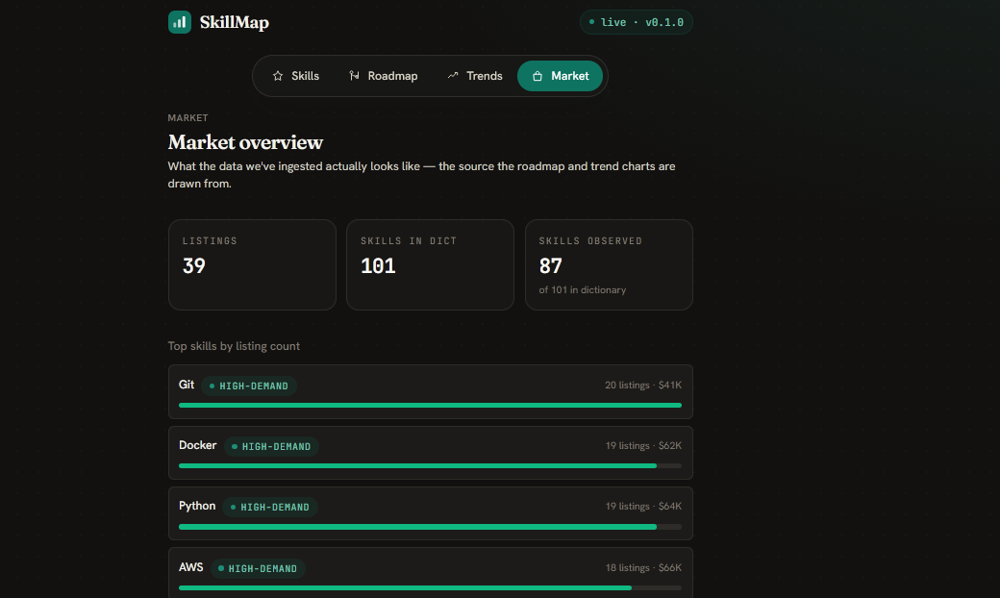 SkillMap
live · v0.1.0
Skills
Roadmap
Trends
Market
MARKET
Market overview
What the data we've ingested actually looks like — the source the roadmap and trend charts are
drawn from.
LISTINGS
39
SKILLS IN DICT
101
SKILLS OBSERVED
87
of 101 in dictionary
Top skills by listing count
Git
HIGH-DEMAND
20 listings · $41K
Docker
HIGH-DEMAND
19 listings · $62K
Python
HIGH-DEMAND
19 listings · $64K
AWS
HIGH-DEMAND
18 listings · $66K